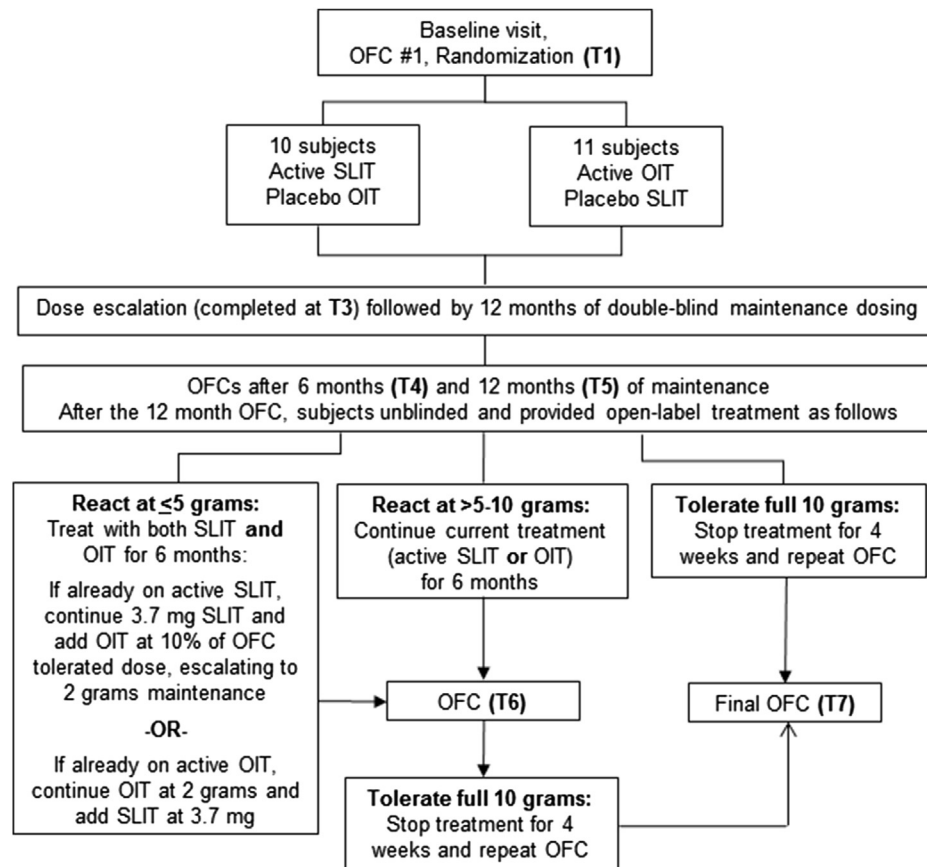 Baseline visit,
OFC #1, Randomization (T1)
10 subjects
Active SLIT
Placebo OIT
11 subjects
Active OIT
Placebo SLIT
Dose escalation (completed at T3) followed by 12 months of double-blind maintenance dosing
OFCs after 6 months (T4) and 12 months (T5) of maintenance
After the 12 month OFC, subjects unblinded and provided open-label treatment as follows
React at ≤5 grams:
Treat with both SLIT and
OIT for 6 months:
If already on active SLIT,
continue 3.7 mg SLIT and
add OIT at 10% of OFC
tolerated dose, escalating to
2 grams maintenance
-OR-
If already on active OIT,
continue OIT at 2 grams and
add SLIT at 3.7 mg
React at >5-10 grams:
Continue current treatment
(active SLIT or OIT)
for 6 months
Tolerate full 10 grams:
Stop treatment for 4
weeks and repeat OFC
OFC (T6)
Final OFC (T7)
Tolerate full 10 grams:
Stop treatment for 4
weeks and repeat OFC